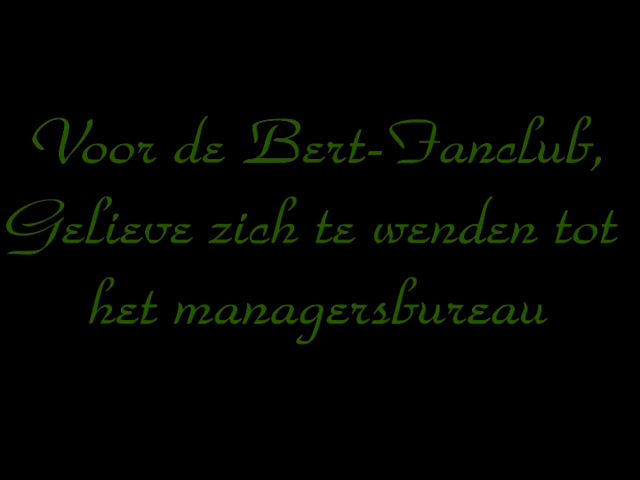 Voor de Bert-Fanclub,
Gelieve zich te wenden tot
het managersbureau